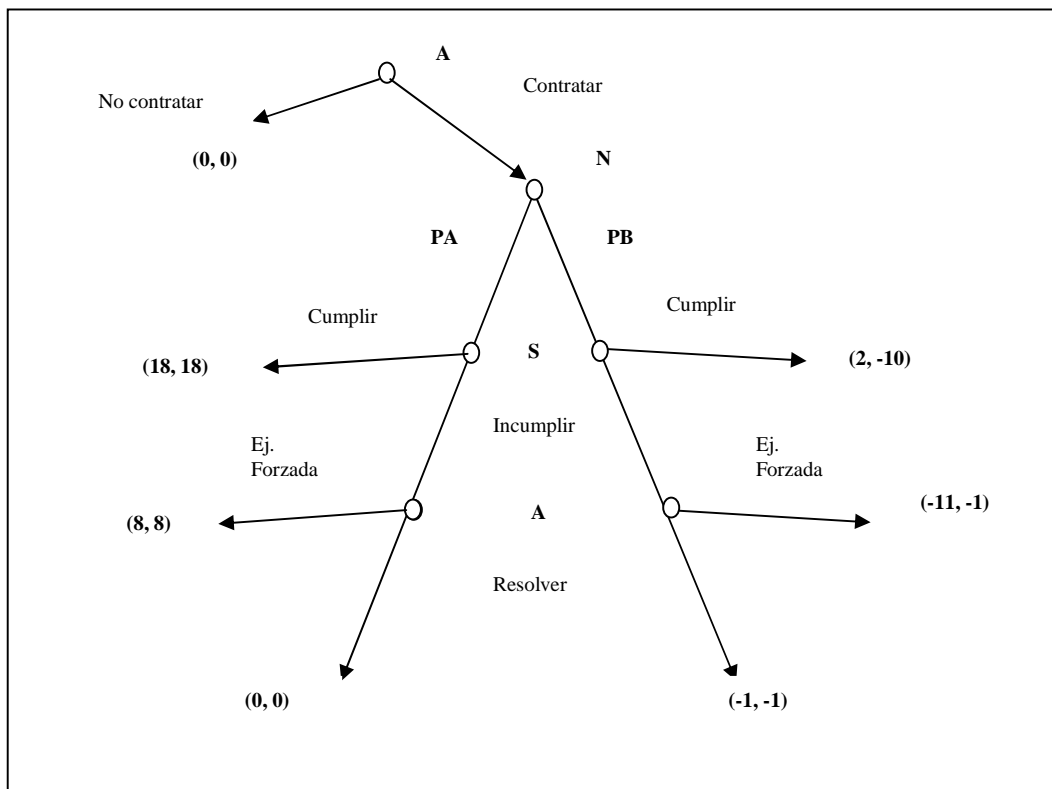 A
Contratar
No contratar
(0, 0)
N
PA
PB
Cumplir
Cumplir
S
(18, 18)
(2, -10)
Incumplir
Ej.
Forzada
Ej.
Forzada
(8, 8)
A
(-11, -1)
Resolver
(0, 0)
(-1, -1)